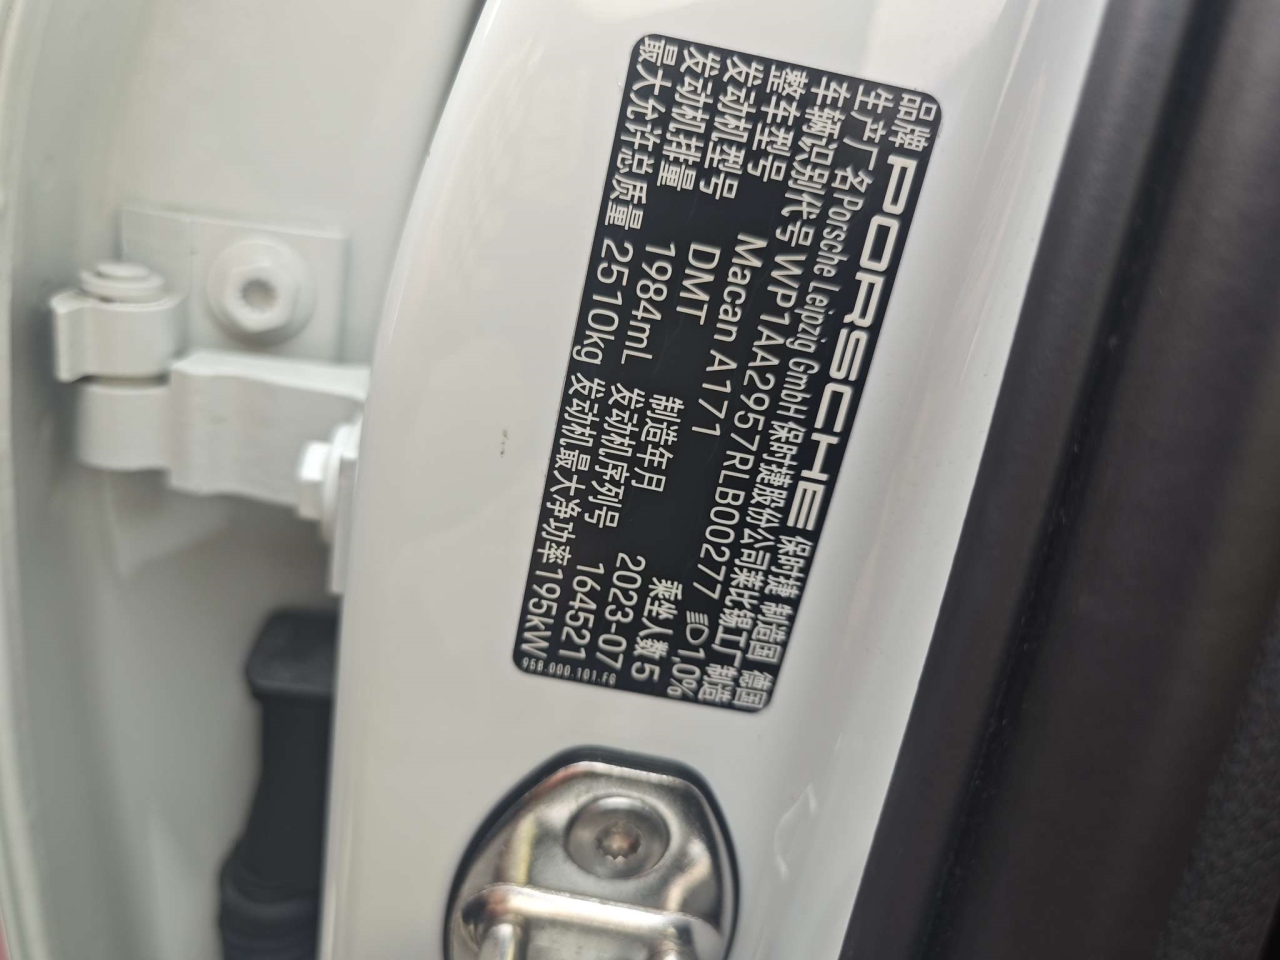 品牌 PORSCHE 保时捷 制造国 德国
生产厂名 Porsche Leipzig GmbH 保时捷股份公司莱比锡工厂制造
车辆识别代号 WP1AA2957RLB00277 1,0%
整车型号 Macan A171 乘坐人数 5
发动机型号 DMT 制造年月 2023-07
发动机排量 1984mL 发动机序列号 164521
最大允许总质量 2510kg 发动机最大净功率 195kW
95B.000.101.FG